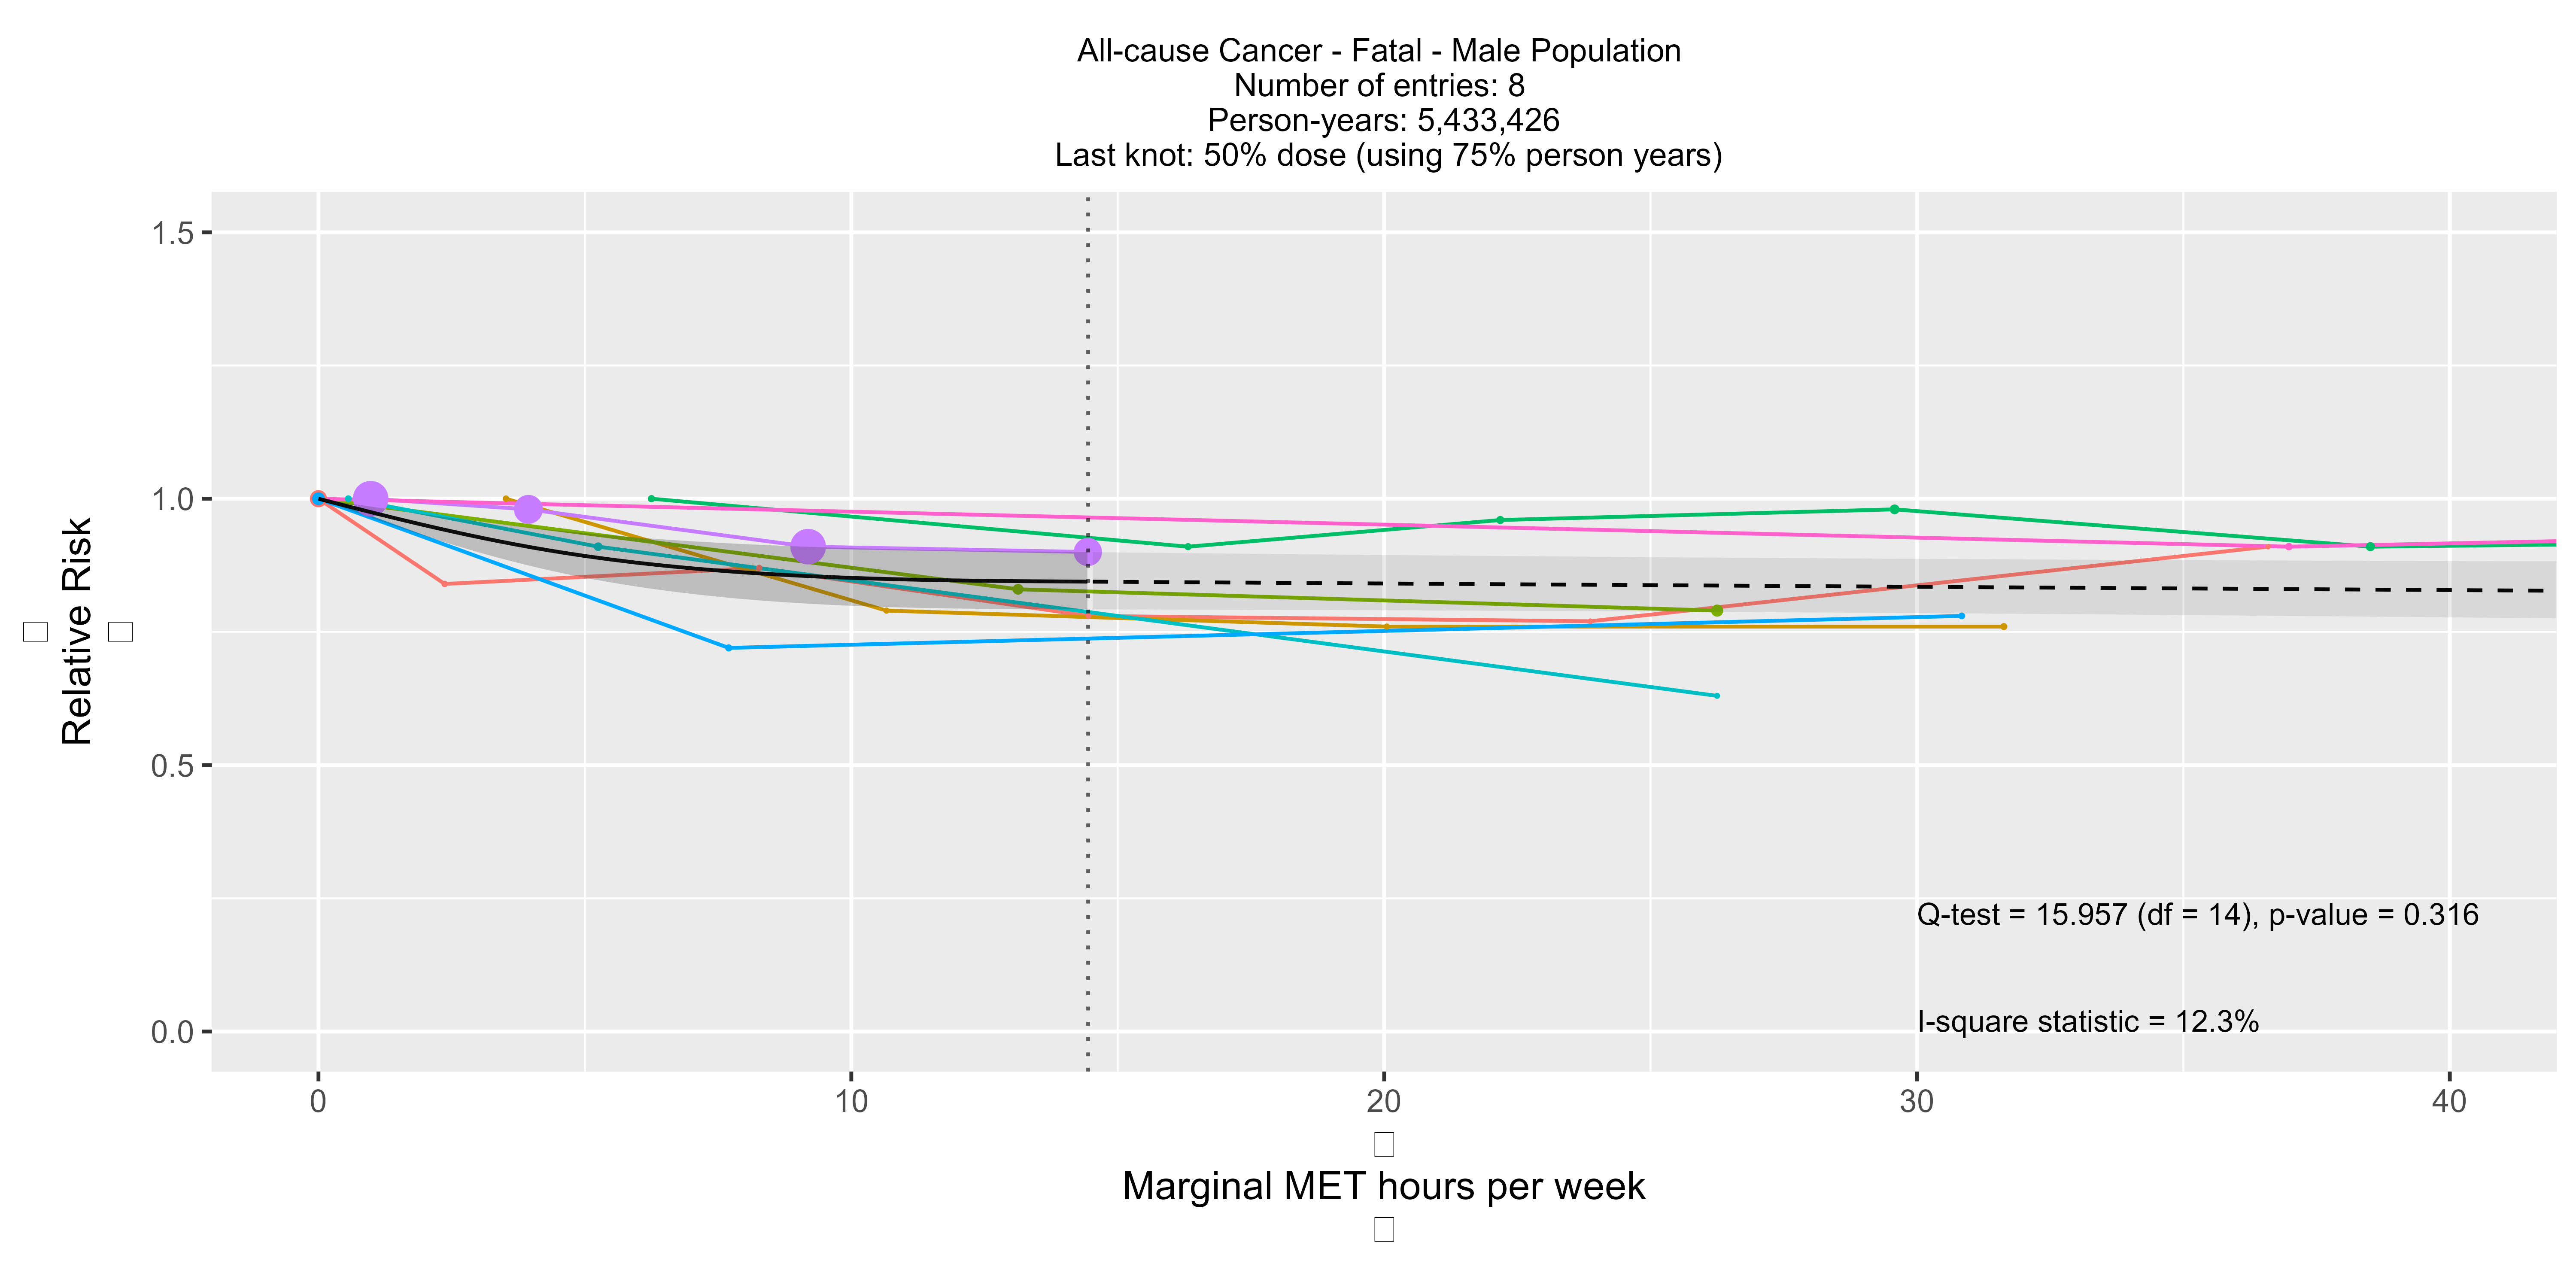 All-cause Cancer - Fatal - Male Population
Number of entries: 8
Person-years: 5,433,426
Last knot: 50% dose (using 75% person years)
1.5
1.0
0.5
0.0
Relative Risk
Q-test = 15.957 (df = 14), p-value = 0.316
I-square statistic = 12.3%
0 10 20 30 40
Marginal MET hours per week